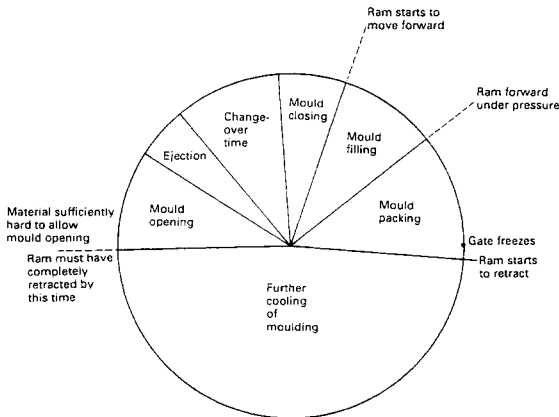 Ram starts to
move forward
Ram forward
under pressure
Change-
over
time
Mould
closing
Mould
filling
Ejection
Mould
opening
Mould
packing
Material sufficiently
hard to allow
mould opening
Ram must have
completely
retracted by
this time
Gate freezes
Ram starts
to retract
Further
cooling
of
moulding